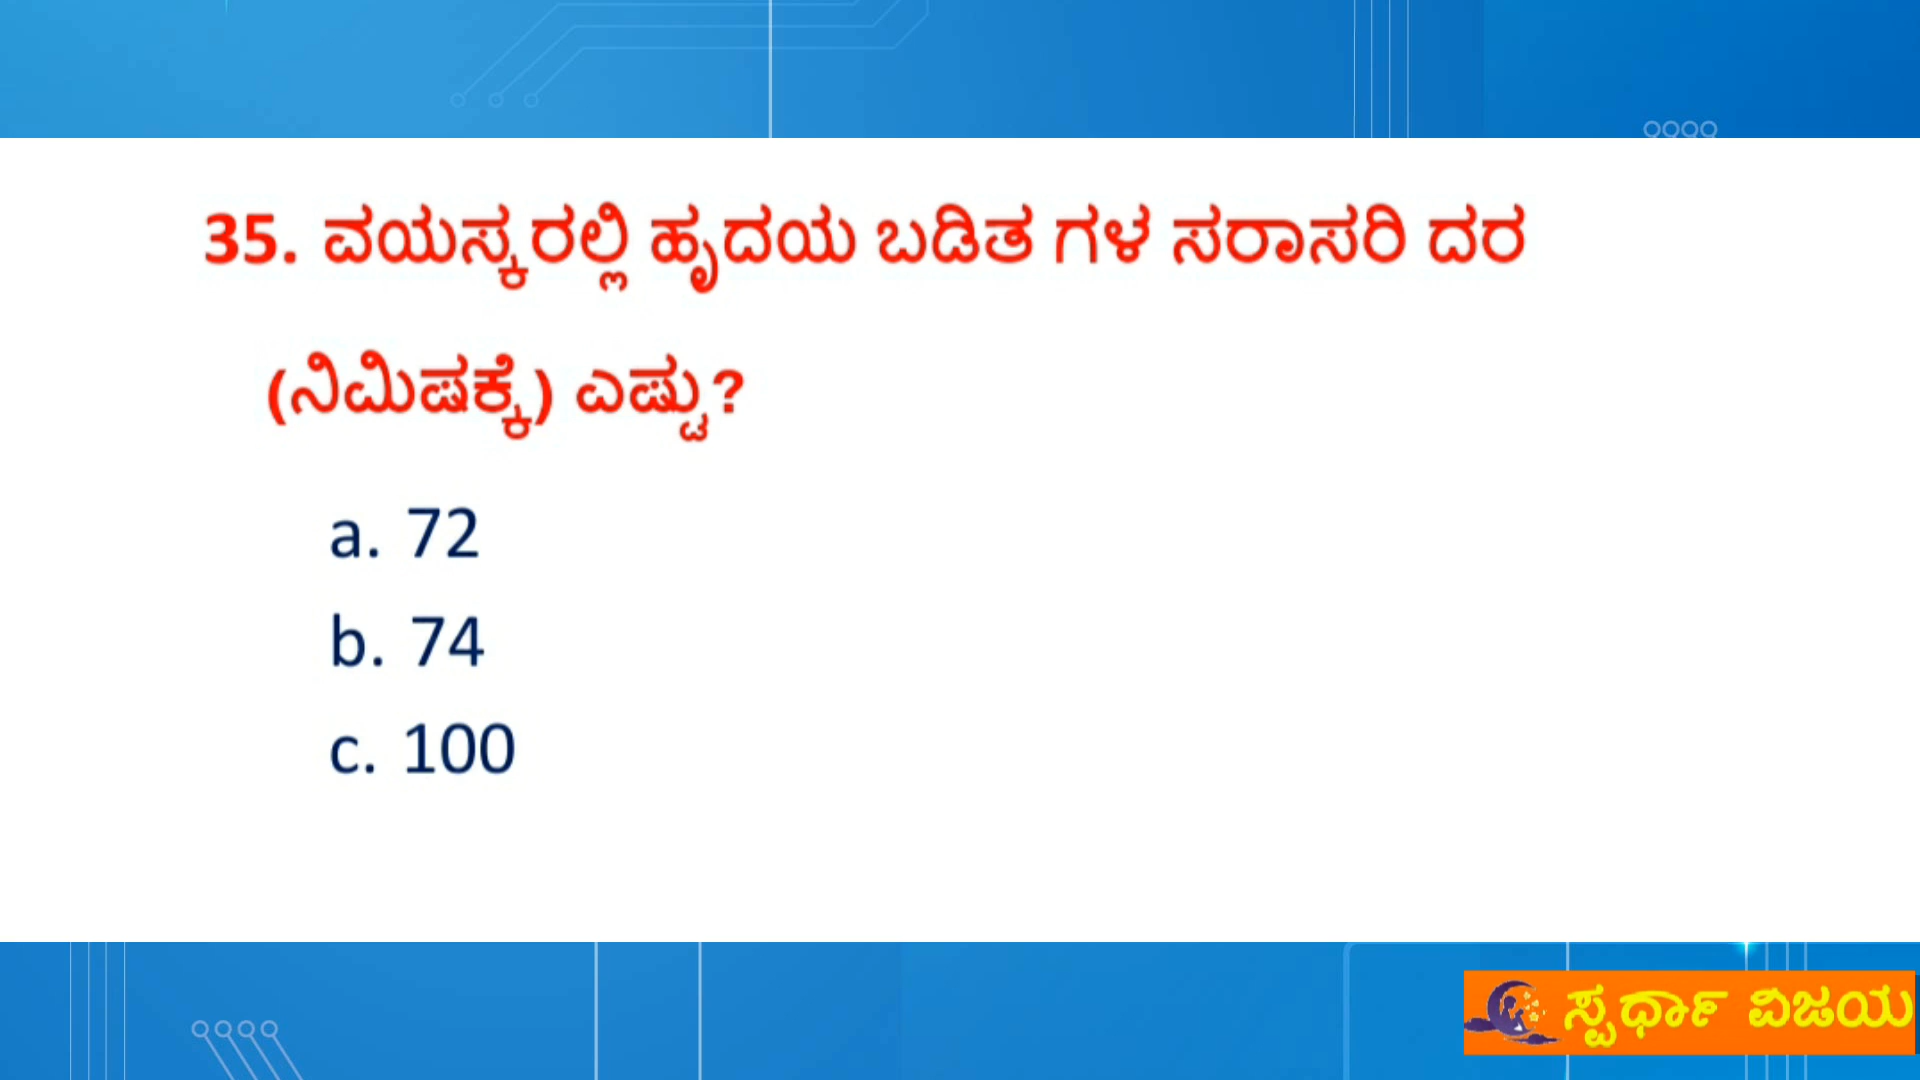 35. ವಯಸ್ಕರಲ್ಲಿ ಹೃದಯ ಬಡಿತ ಗಳ ಸರಾಸರಿ ದರ
(ನಿಮಿಷಕ್ಕೆ) ಎಷ್ಟು?
a. 72
b. 74
c. 100
ಸ್ಪರ್ಧಾ ವಿಜಯ